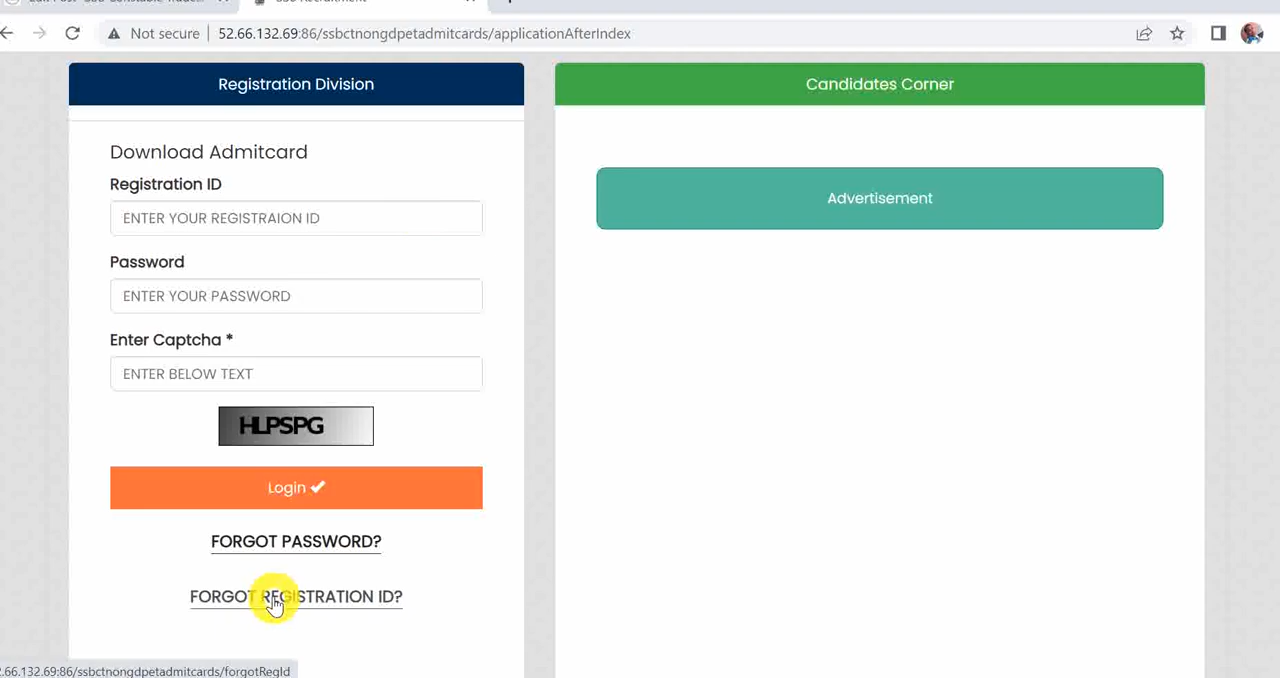 Not secure
52.66.132.69:86/ssbctnongdpetadmitcards/applicationAfterIndex
Registration Division
Download Admitcard
Registration ID
ENTER YOUR REGISTRAION ID
Password
ENTER YOUR PASSWORD
Enter Captcha *
ENTER BELOW TEXT
HLPSPG
Login
FORGOT PASSWORD?
FORGOT REGISTRATION ID?
Candidates Corner
Advertisement
.66.132.69:86/ssbctnongdpetadmitcards/forgotRegId